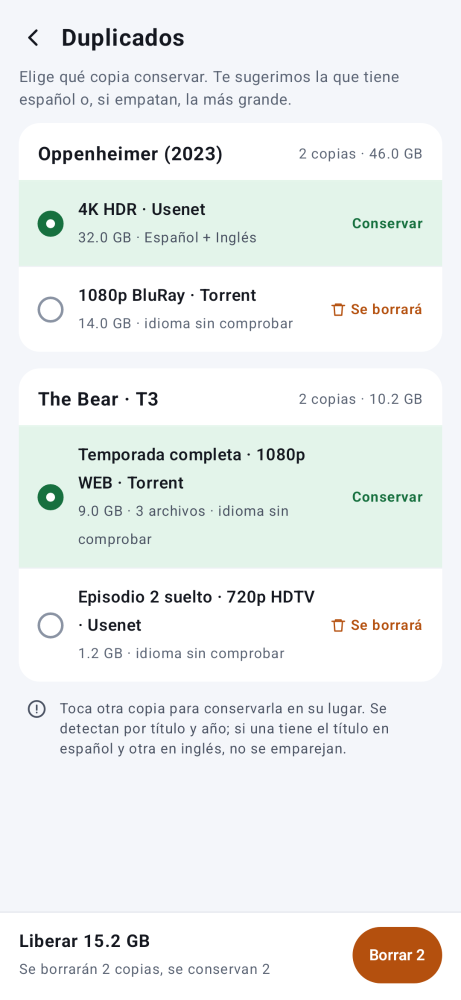 Duplicados
Elige qué copia conservar. Te sugerimos la que tiene
español o, si empatan, la más grande.
Oppenheimer (2023)
2 copias · 46.0 GB
4K HDR · Usenet
32.0 GB · Español + Inglés
Conservar
1080p BluRay · Torrent
14.0 GB · idioma sin comprobar
Se borrará
The Bear · T3
2 copias · 10.2 GB
Temporada completa · 1080p
WEB · Torrent
9.0 GB · 3 archivos · idioma sin
comprobar
Conservar
Episodio 2 suelto · 720p HDTV
· Usenet
1.2 GB · idioma sin comprobar
Se borrará
Toca otra copia para conservarla en su lugar. Se
detectan por título y año; si una tiene el título en
español y otra en inglés, no se emparejan.
Liberar 15.2 GB
Se borrarán 2 copias, se conservan 2
Borrar 2